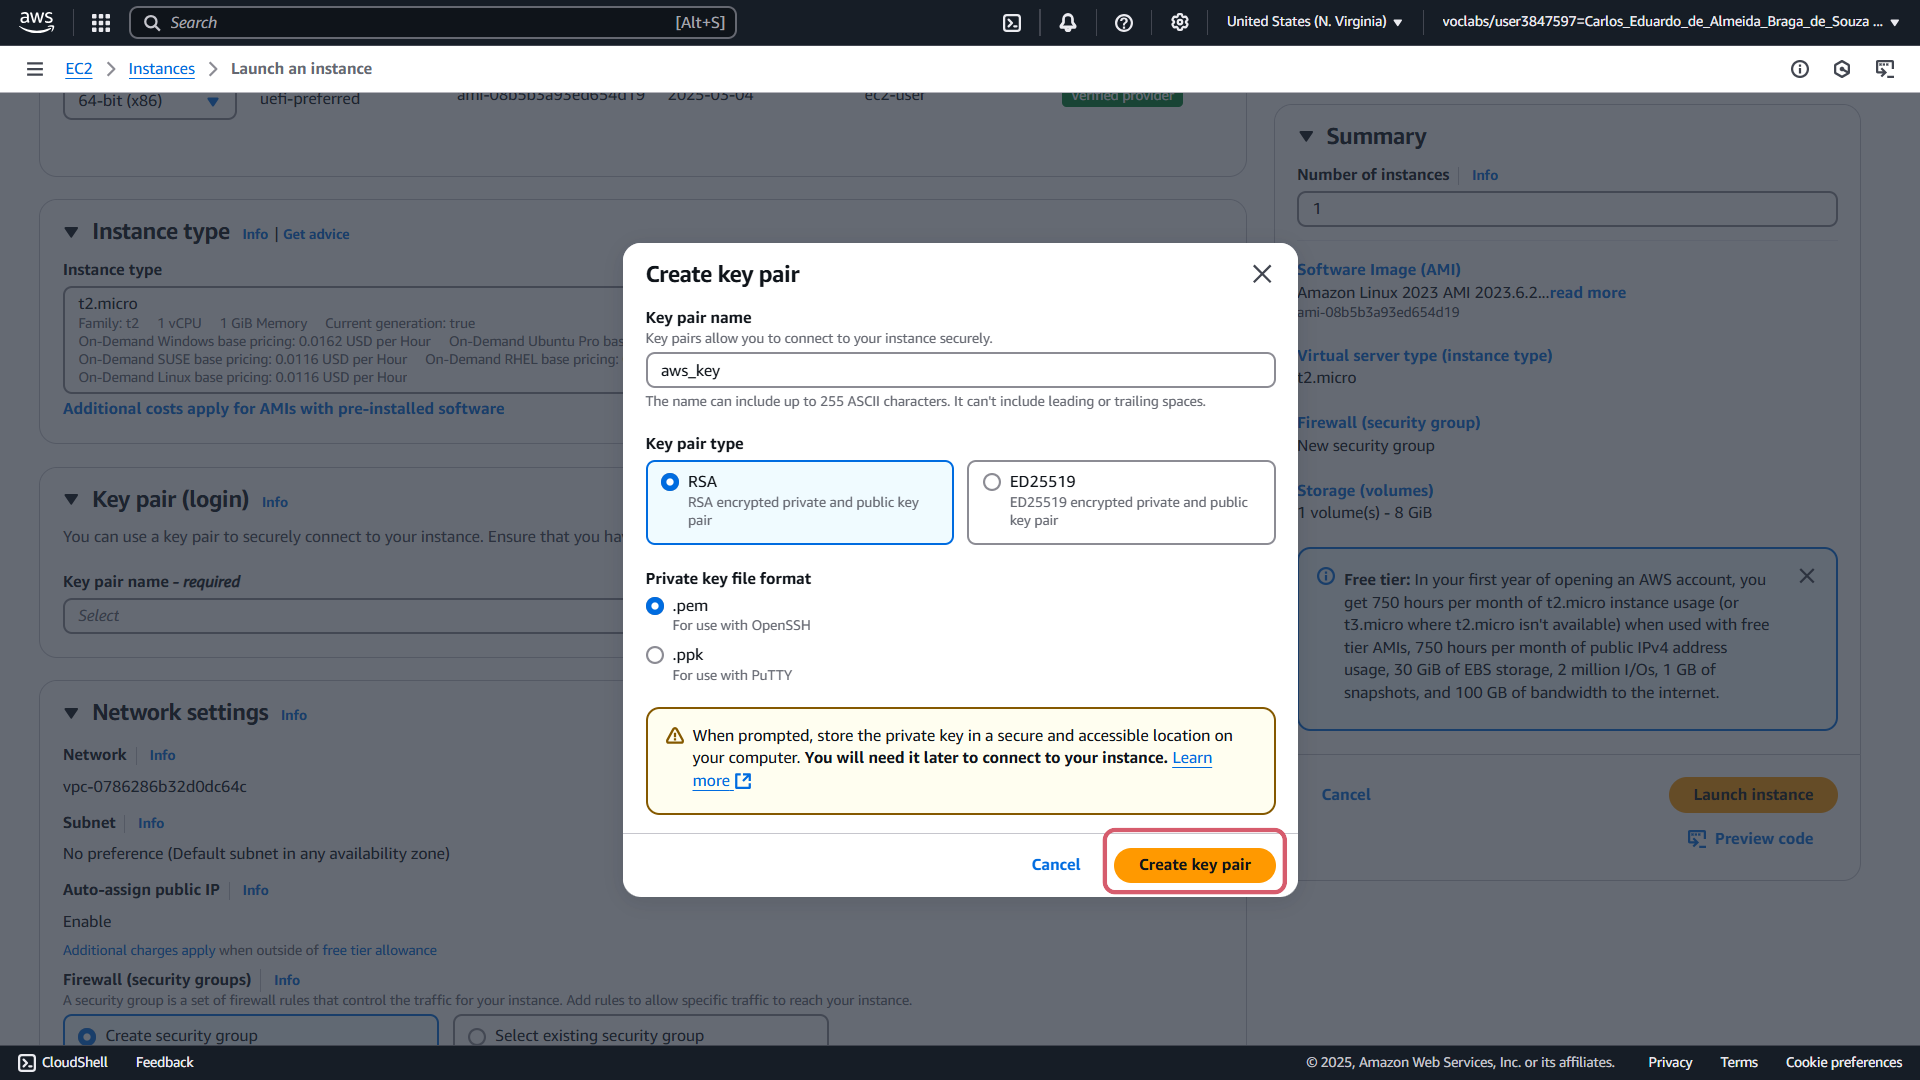 aws
Search
[Alt+S]
United States (N. Virginia)
voclabs/user3847597=Carlos_Eduardo_de_Almeida_Braga_de_Souza ...
EC2
Instances
Launch an instance
64-bit (x86)
uefi-preferred
ami-08b5b3a93ed654d19
2025-03-04
ec2-user
Verified provider
Instance type
Info
Get advice
Instance type
t2.micro
Family: t2 1 vCPU 1 GiB Memory Current generation: true
On-Demand Windows base pricing: 0.0162 USD per Hour On-Demand Ubuntu Pro bas
On-Demand SUSE base pricing: 0.0116 USD per Hour On-Demand RHEL base pricing:
On-Demand Linux base pricing: 0.0116 USD per Hour
Additional costs apply for AMIs with pre-installed software
Key pair (login)
Info
You can use a key pair to securely connect to your instance. Ensure that you ha
Key pair name - required
Select
Network settings
Info
Network
Info
vpc-0786286b32d0dc64c
Subnet
Info
No preference (Default subnet in any availability zone)
Auto-assign public IP
Info
Enable
Additional charges apply when outside of free tier allowance
Firewall (security groups)
Info
A security group is a set of firewall rules that control the traffic for your instance. Add rules to allow specific traffic to reach your instance.
Create security group
Select existing security group
Create key pair
Key pair name
Key pairs allow you to connect to your instance securely.
aws_key
The name can include up to 255 ASCII characters. It can't include leading or trailing spaces.
Key pair type
RSA
RSA encrypted private and public key
pair
ED25519
ED25519 encrypted private and public
key pair
Private key file format
.pem
For use with OpenSSH
.ppk
For use with PuTTY
When prompted, store the private key in a secure and accessible location on
your computer. You will need it later to connect to your instance. Learn
more
Cancel
Create key pair
Summary
Number of instances
Info
1
Software Image (AMI)
Amazon Linux 2023 AMI 2023.6.2...read more
ami-08b5b3a93ed654d19
Virtual server type (instance type)
t2.micro
Firewall (security group)
New security group
Storage (volumes)
1 volume(s) - 8 GiB
Free tier: In your first year of opening an AWS account, you
get 750 hours per month of t2.micro instance usage (or
t3.micro where t2.micro isn't available) when used with free
tier AMIs, 750 hours per month of public IPv4 address
usage, 30 GiB of EBS storage, 2 million I/Os, 1 GB of
snapshots, and 100 GB of bandwidth to the internet.
Cancel
Launch instance
Preview code
CloudShell
Feedback
© 2025, Amazon Web Services, Inc. or its affiliates.
Privacy
Terms
Cookie preferences